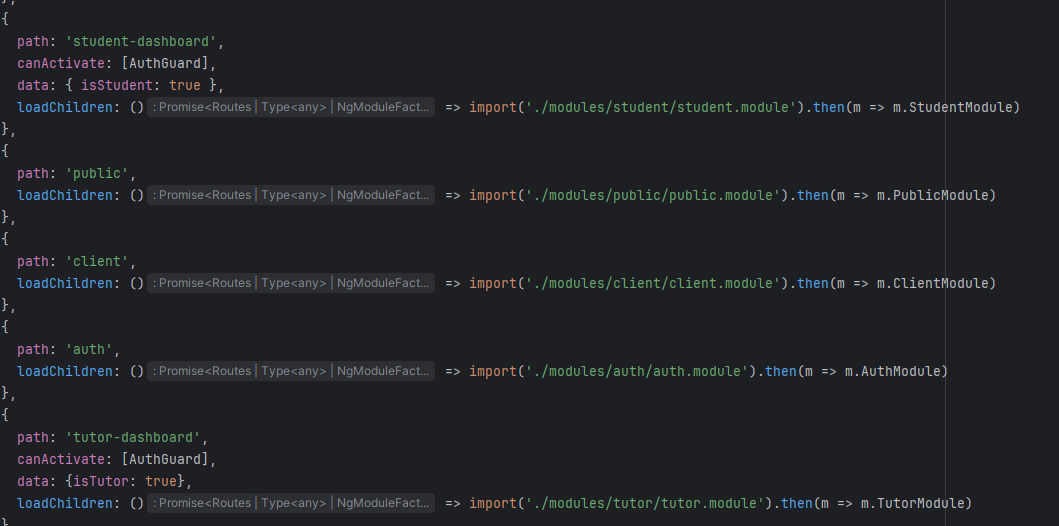 },
{
  path: 'student-dashboard',
  canActivate: [AuthGuard],
  data: { isStudent: true },
  loadChildren: () : Promise<Routes | Type<any> | NgModuleFact... => import('./modules/student/student.module').then(m => m.StudentModule)
},
{
  path: 'public',
  loadChildren: () : Promise<Routes | Type<any> | NgModuleFact... => import('./modules/public/public.module').then(m => m.PublicModule)
},
{
  path: 'client',
  loadChildren: () : Promise<Routes | Type<any> | NgModuleFact... => import('./modules/client/client.module').then(m => m.ClientModule)
},
{
  path: 'auth',
  loadChildren: () : Promise<Routes | Type<any> | NgModuleFact... => import('./modules/auth/auth.module').then(m => m.AuthModule)
},
{
  path: 'tutor-dashboard',
  canActivate: [AuthGuard],
  data: {isTutor: true},
  loadChildren: () : Promise<Routes | Type<any> | NgModuleFact... => import('./modules/tutor/tutor.module').then(m => m.TutorModule)
}